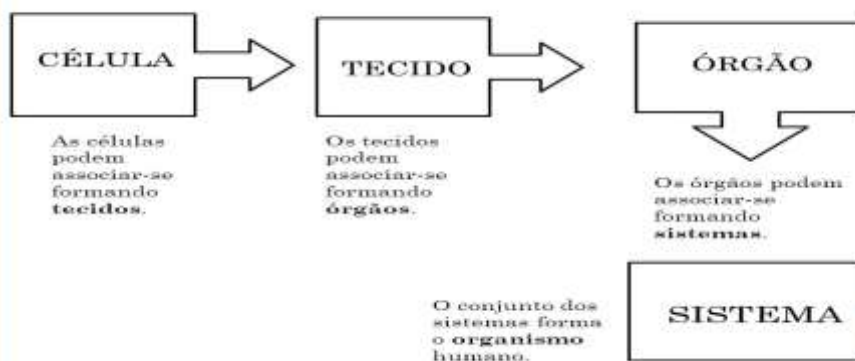 CÉLULA
TECIDO
ÓRGÃO
As células
podem
associar-se
formando
tecidos.
Os tecidos
podem
associar-se
formando
órgãos.
Os órgãos podem
associar-se
formando
sistemas.
O conjunto dos
sistemas forma
o organismo
humano.
SISTEMA